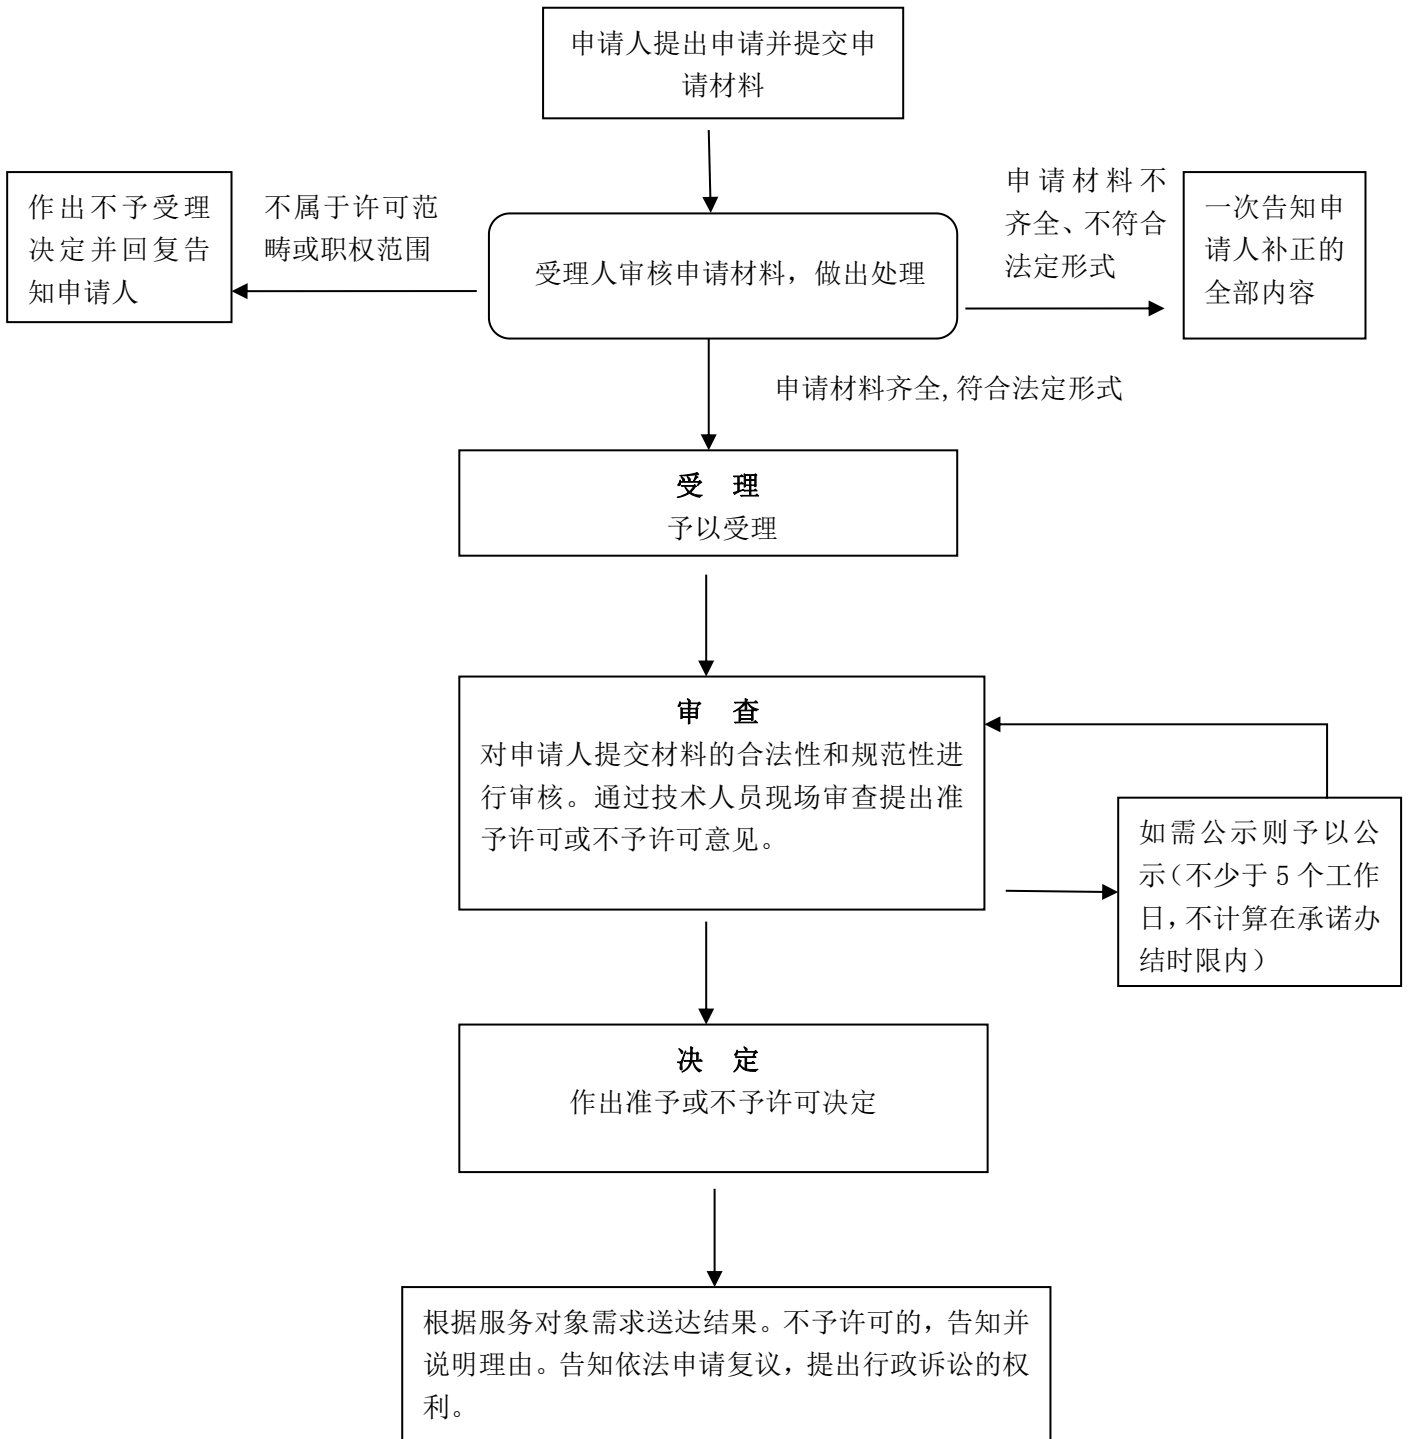 申请人提出申请并提交申
请材料
作出不予受理
决定并回复告
知申请人
不属于许可范
畴或职权范围
受理人审核申请材料，做出处理
申请材料不
齐全、不符合
法定形式
一次告知申
请人补正的
全部内容
申请材料齐全,符合法定形式
受 理
予以受理
审 查
对申请人提交材料的合法性和规范性进
行审核。通过技术人员现场审查提出准
予许可或不予许可意见。
如需公示则予以公
示（不少于 5 个工作
日，不计算在承诺办
结时限内）
决 定
作出准予或不予许可决定
根据服务对象需求送达结果。不予许可的，告知并
说明理由。告知依法申请复议，提出行政诉讼的权
利。